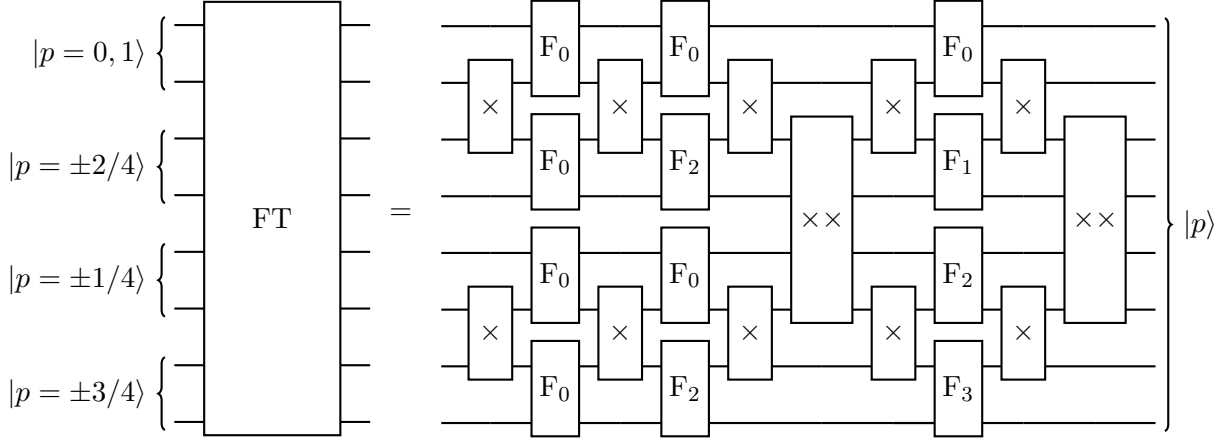 |p = 0, 1⟩
|p = ±2/4⟩
|p = ±1/4⟩
|p = ±3/4⟩
FT
=
F₀ F₀ F₀
× × × × ×
F₀ F₂ F₁
×× ××
F₀ F₀ F₂
× × × × ×
F₀ F₂ F₃
|p⟩